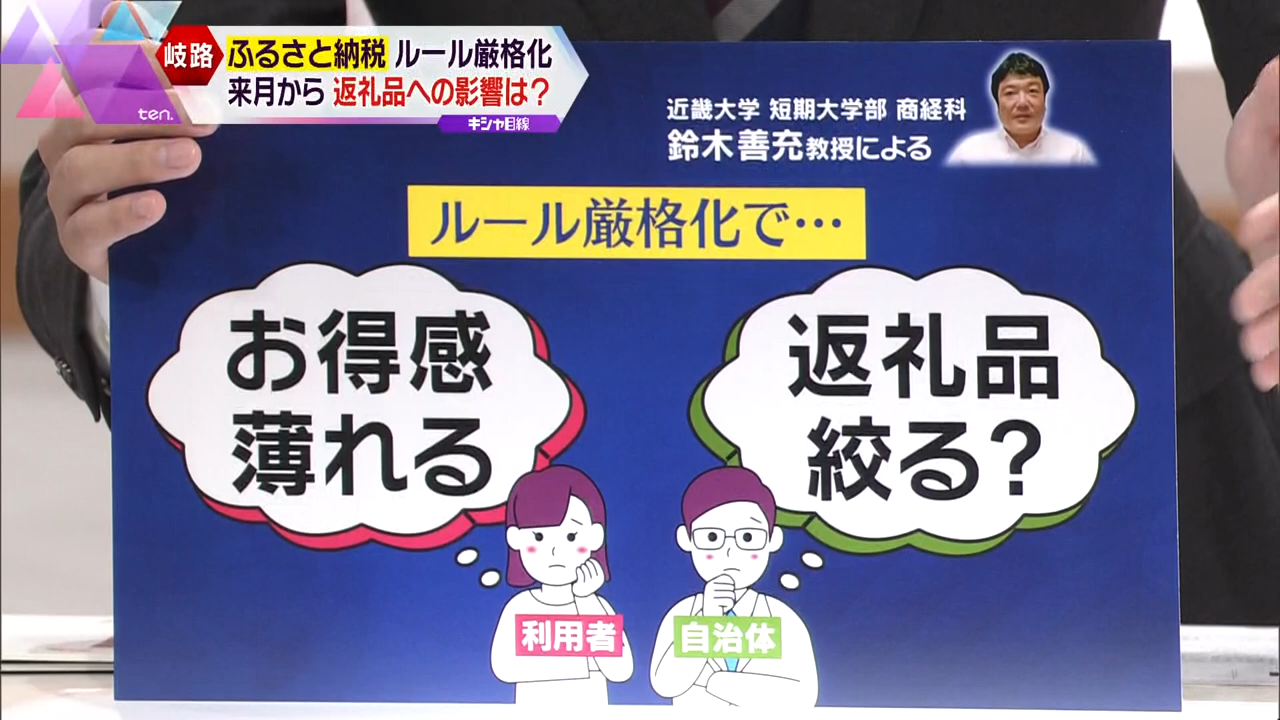 岐路
ふるさと納税 ルール厳格化
来月から 返礼品への影響は?
ten.
キシャ目線
近畿大学 短期大学部 商経科
鈴木善充教授による
ルール厳格化で…
お得感
薄れる
返礼品
絞る?
利用者
自治体